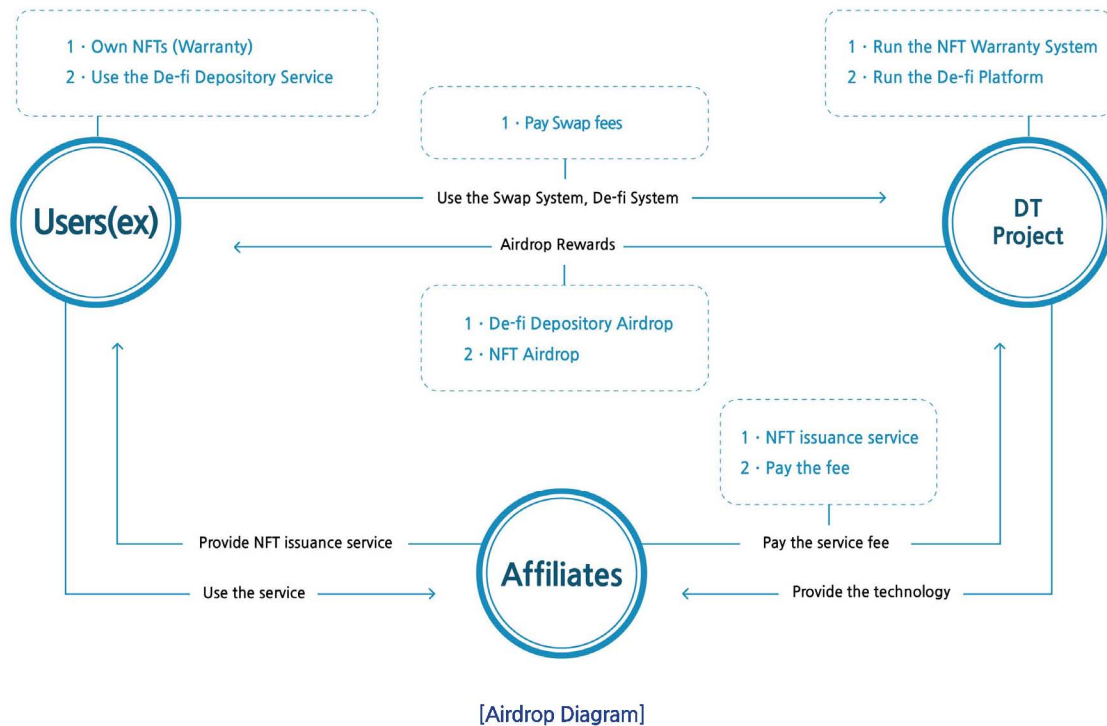 1 · Own NFTs (Warranty)
2 · Use the De-fi Depository Service
1 · Run the NFT Warranty System
2 · Run the De-fi Platform
1 · Pay Swap fees
Users(ex)
Use the Swap System, De-fi System
DT
Project
Airdrop Rewards
1 · De-fi Depository Airdrop
2 · NFT Airdrop
1 · NFT issuance service
2 · Pay the fee
Provide NFT issuance service
Affiliates
Pay the service fee
Use the service
Provide the technology
[Airdrop Diagram]